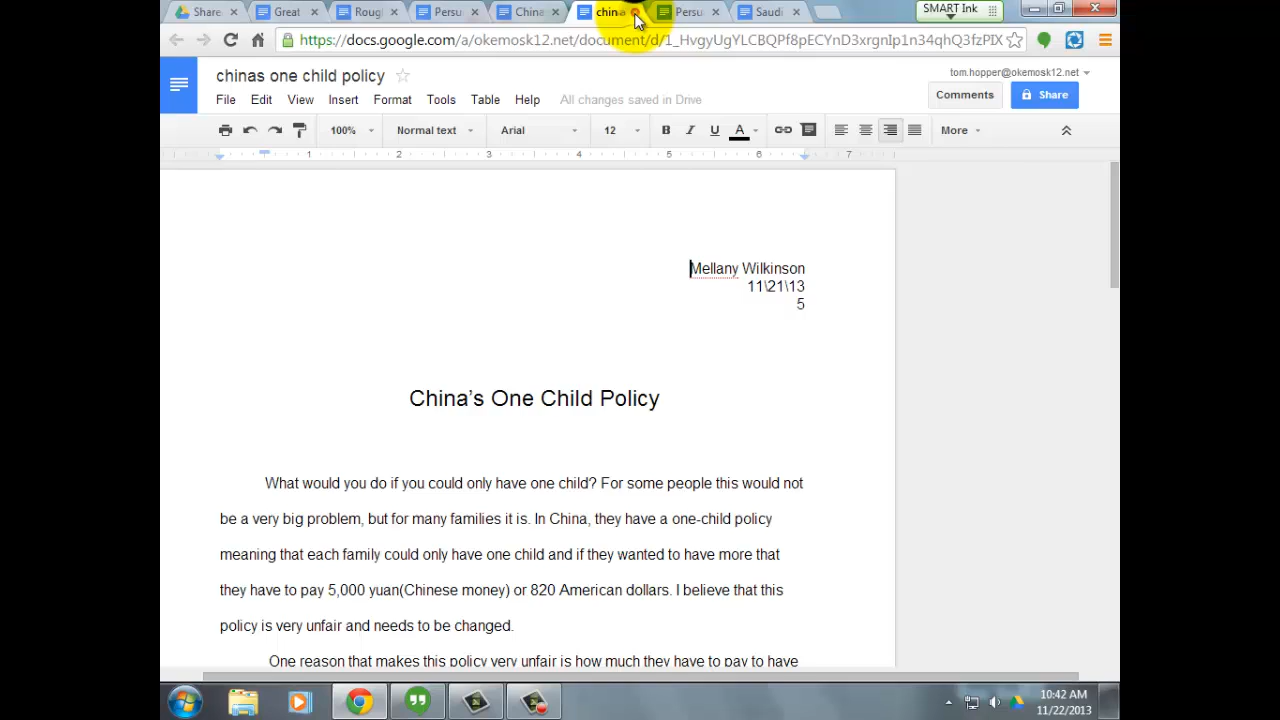 Share
Great
Roug
Persu
China
china
Persu
Saudi
SMART Ink
https://docs.google.com/a/okemosk12.net/document/d/1_HvgyUgYLCBQPf8pECYnD3xrgnIp1n34qhQ3fzPIX
chinas one child policy
tom.hopper@okemosk12.net
File Edit View Insert Format Tools Table Help All changes saved in Drive
Comments
Share
100% Normal text Arial 12 B I U A More
1 2 3 4 5 6 7
Mellany Wilkinson
11\21\13
5
China's One Child Policy
What would you do if you could only have one child? For some people this would not
be a very big problem, but for many families it is. In China, they have a one-child policy
meaning that each family could only have one child and if they wanted to have more that
they have to pay 5,000 yuan(Chinese money) or 820 American dollars. I believe that this
policy is very unfair and needs to be changed.
One reason that makes this policy very unfair is how much they have to pay to have
10:42 AM
11/22/2013